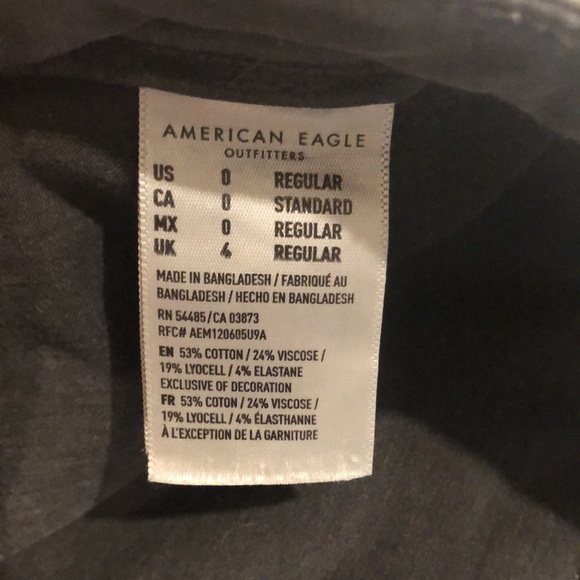 AMERICAN EAGLE
OUTFITTERS
US 0 REGULAR
CA 0 STANDARD
MX 0 REGULAR
UK 4 REGULAR
MADE IN BANGLADESH / FABRIQUÉ AU
BANGLADESH / HECHO EN BANGLADESH
RN 54485 / CA 03873
RFC# AEM120605U9A
EN 53% COTTON / 24% VISCOSE /
19% LYOCELL / 4% ELASTANE
EXCLUSIVE OF DECORATION
FR 53% COTON / 24% VISCOSE /
19% LYOCELL / 4% ÉLASTHANNE
À L'EXCEPTION DE LA GARNITURE